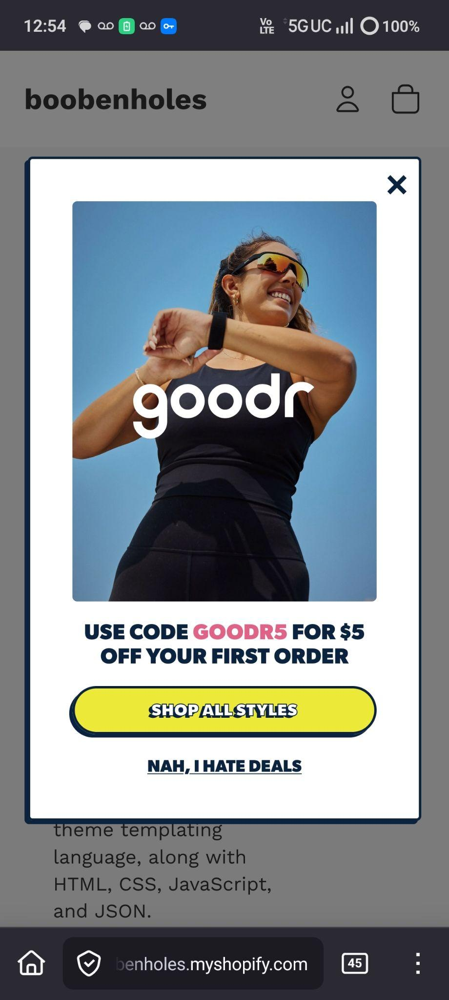 12:54
Vo LTE 5G UC 100%
boobenholes
goodr
USE CODE GOODR5 FOR $5
OFF YOUR FIRST ORDER
SHOP ALL STYLES
NAH, I HATE DEALS
theme templating
language, along with
HTML, CSS, JavaScript,
and JSON.
benholes.myshopify.com
45